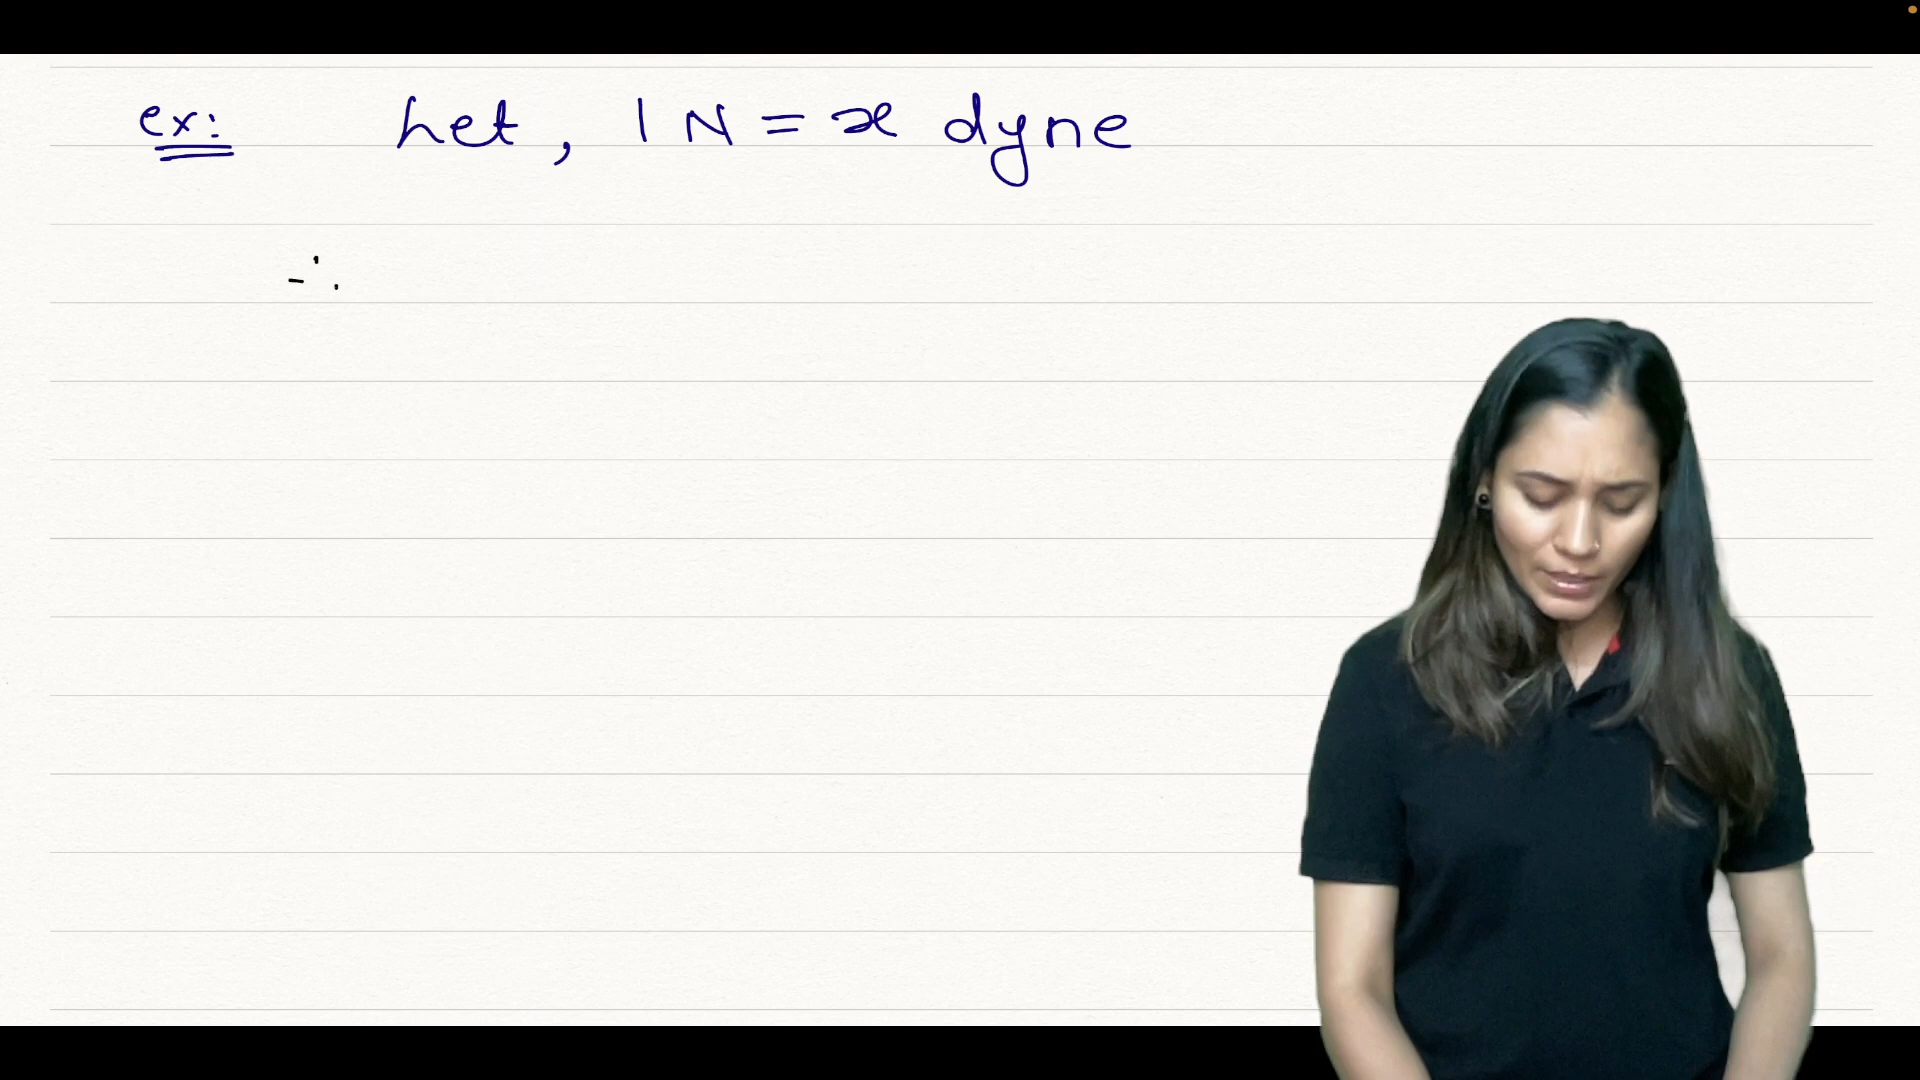 ex: Let, 1 N = x dyne